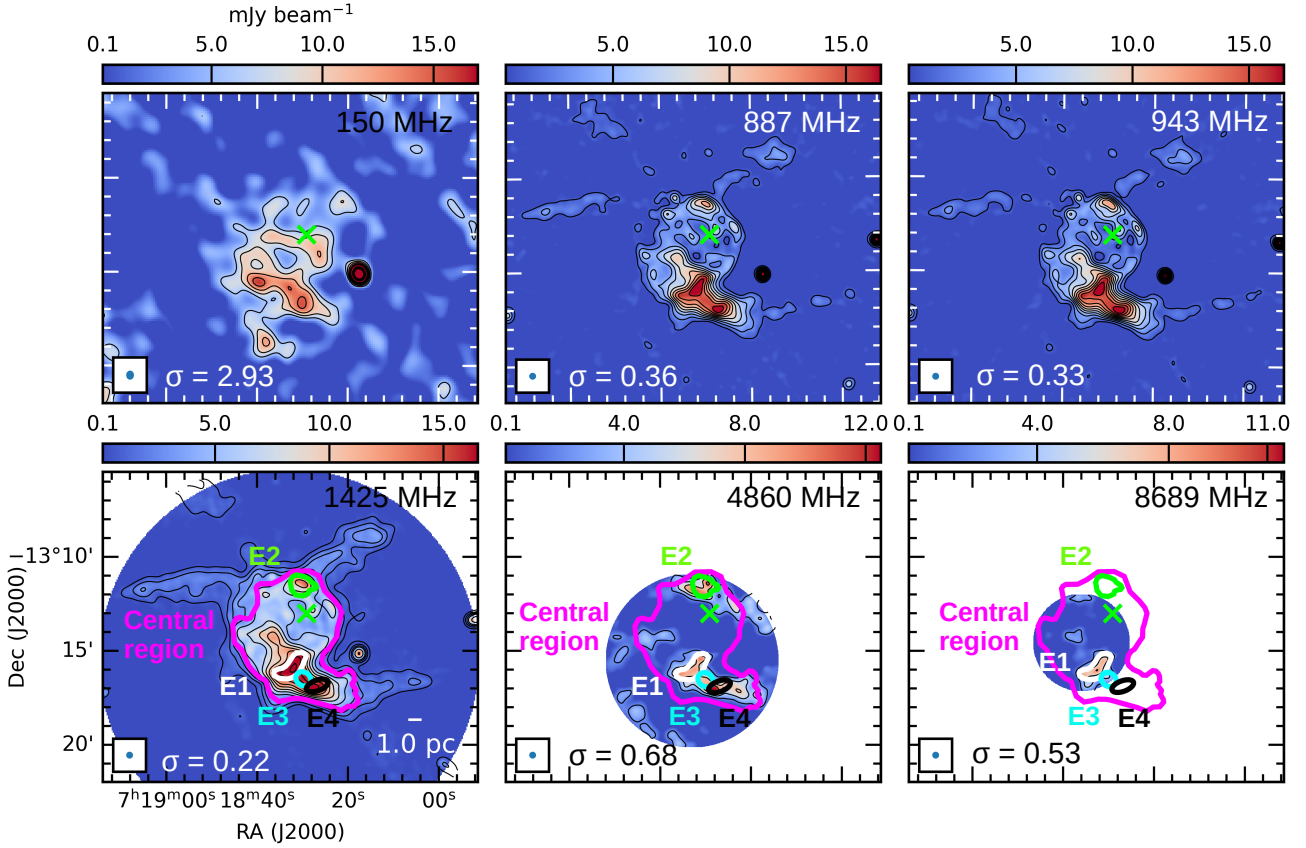 mJy beam⁻¹
0.1 5.0 10.0 15.0
5.0 10.0 15.0
5.0 10.0 15.0
150 MHz
887 MHz
943 MHz
σ = 2.93
σ = 0.36
σ = 0.33
0.1 5.0 10.0 15.0
0.1 4.0 8.0 12.0
0.1 4.0 8.0 11.0
1425 MHz
4860 MHz
8689 MHz
Dec (J2000)
−13°10'
15'
20'
E2
Central
region
E1
E3
E4
1.0 pc
σ = 0.22
E2
Central
region
E1
E3
E4
σ = 0.68
E2
Central
region
E1
E3
E4
σ = 0.53
7ʰ19ᵐ00ˢ 18ᵐ40ˢ 20ˢ 00ˢ
RA (J2000)